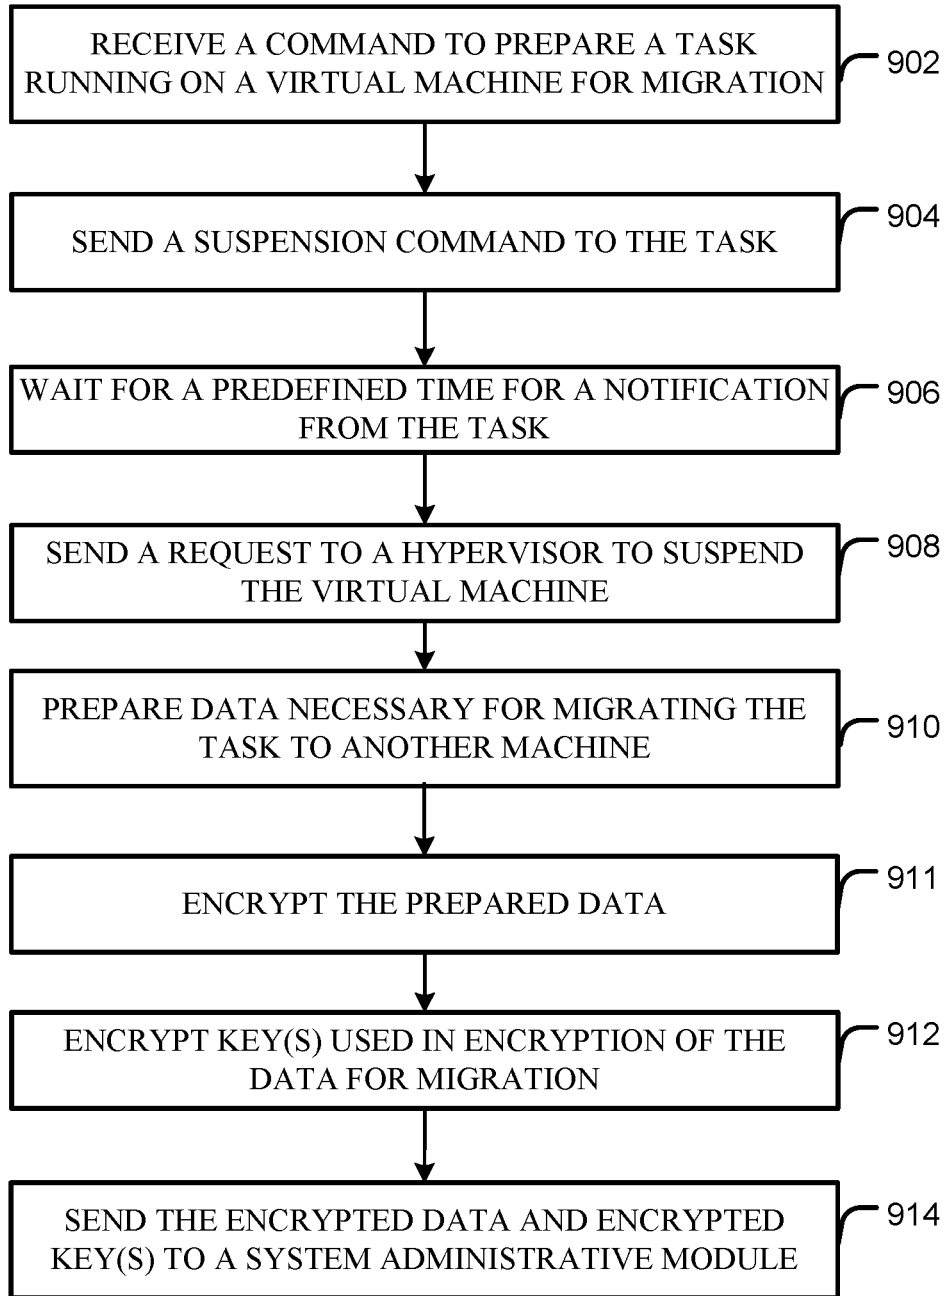 RECEIVE A COMMAND TO PREPARE A TASK
RUNNING ON A VIRTUAL MACHINE FOR MIGRATION
902
SEND A SUSPENSION COMMAND TO THE TASK
904
WAIT FOR A PREDEFINED TIME FOR A NOTIFICATION
FROM THE TASK
906
SEND A REQUEST TO A HYPERVISOR TO SUSPEND
THE VIRTUAL MACHINE
908
PREPARE DATA NECESSARY FOR MIGRATING THE
TASK TO ANOTHER MACHINE
910
ENCRYPT THE PREPARED DATA
911
ENCRYPT KEY(S) USED IN ENCRYPTION OF THE
DATA FOR MIGRATION
912
SEND THE ENCRYPTED DATA AND ENCRYPTED
KEY(S) TO A SYSTEM ADMINISTRATIVE MODULE
914